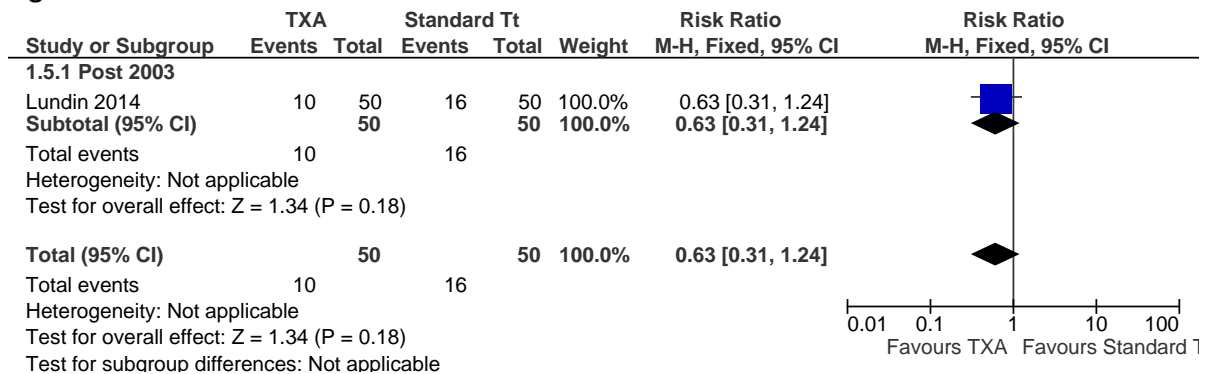 TXA Standard Tt Risk Ratio Risk Ratio
Study or Subgroup Events Total Events Total Weight M-H, Fixed, 95% CI M-H, Fixed, 95% CI
1.5.1 Post 2003
Lundin 2014 10 50 16 50 100.0% 0.63 [0.31, 1.24]
Subtotal (95% CI) 50 50 100.0% 0.63 [0.31, 1.24]
Total events 10 16
Heterogeneity: Not applicable
Test for overall effect: Z = 1.34 (P = 0.18)
Total (95% CI) 50 50 100.0% 0.63 [0.31, 1.24]
Total events 10 16
Heterogeneity: Not applicable
Test for overall effect: Z = 1.34 (P = 0.18)
Test for subgroup differences: Not applicable
0.01 0.1 1 10 100
Favours TXA Favours Standard